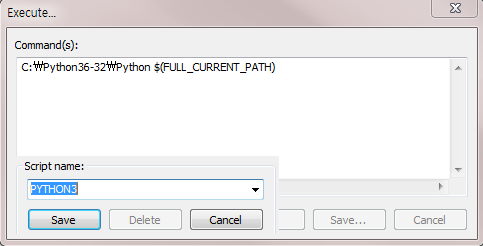 Execute...
Command(s):
C:₩Python36-32₩Python $(FULL_CURRENT_PATH)
Script name:
PYTHON3
Save
Delete
Cancel
Save...
Cancel